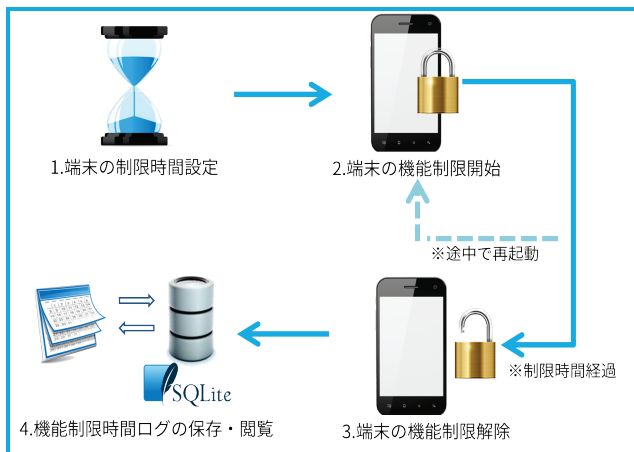 1.端末の制限時間設定
2.端末の機能制限開始
※途中で再起動
※制限時間経過
3.端末の機能制限解除
SQLite
4.機能制限時間ログの保存・閲覧